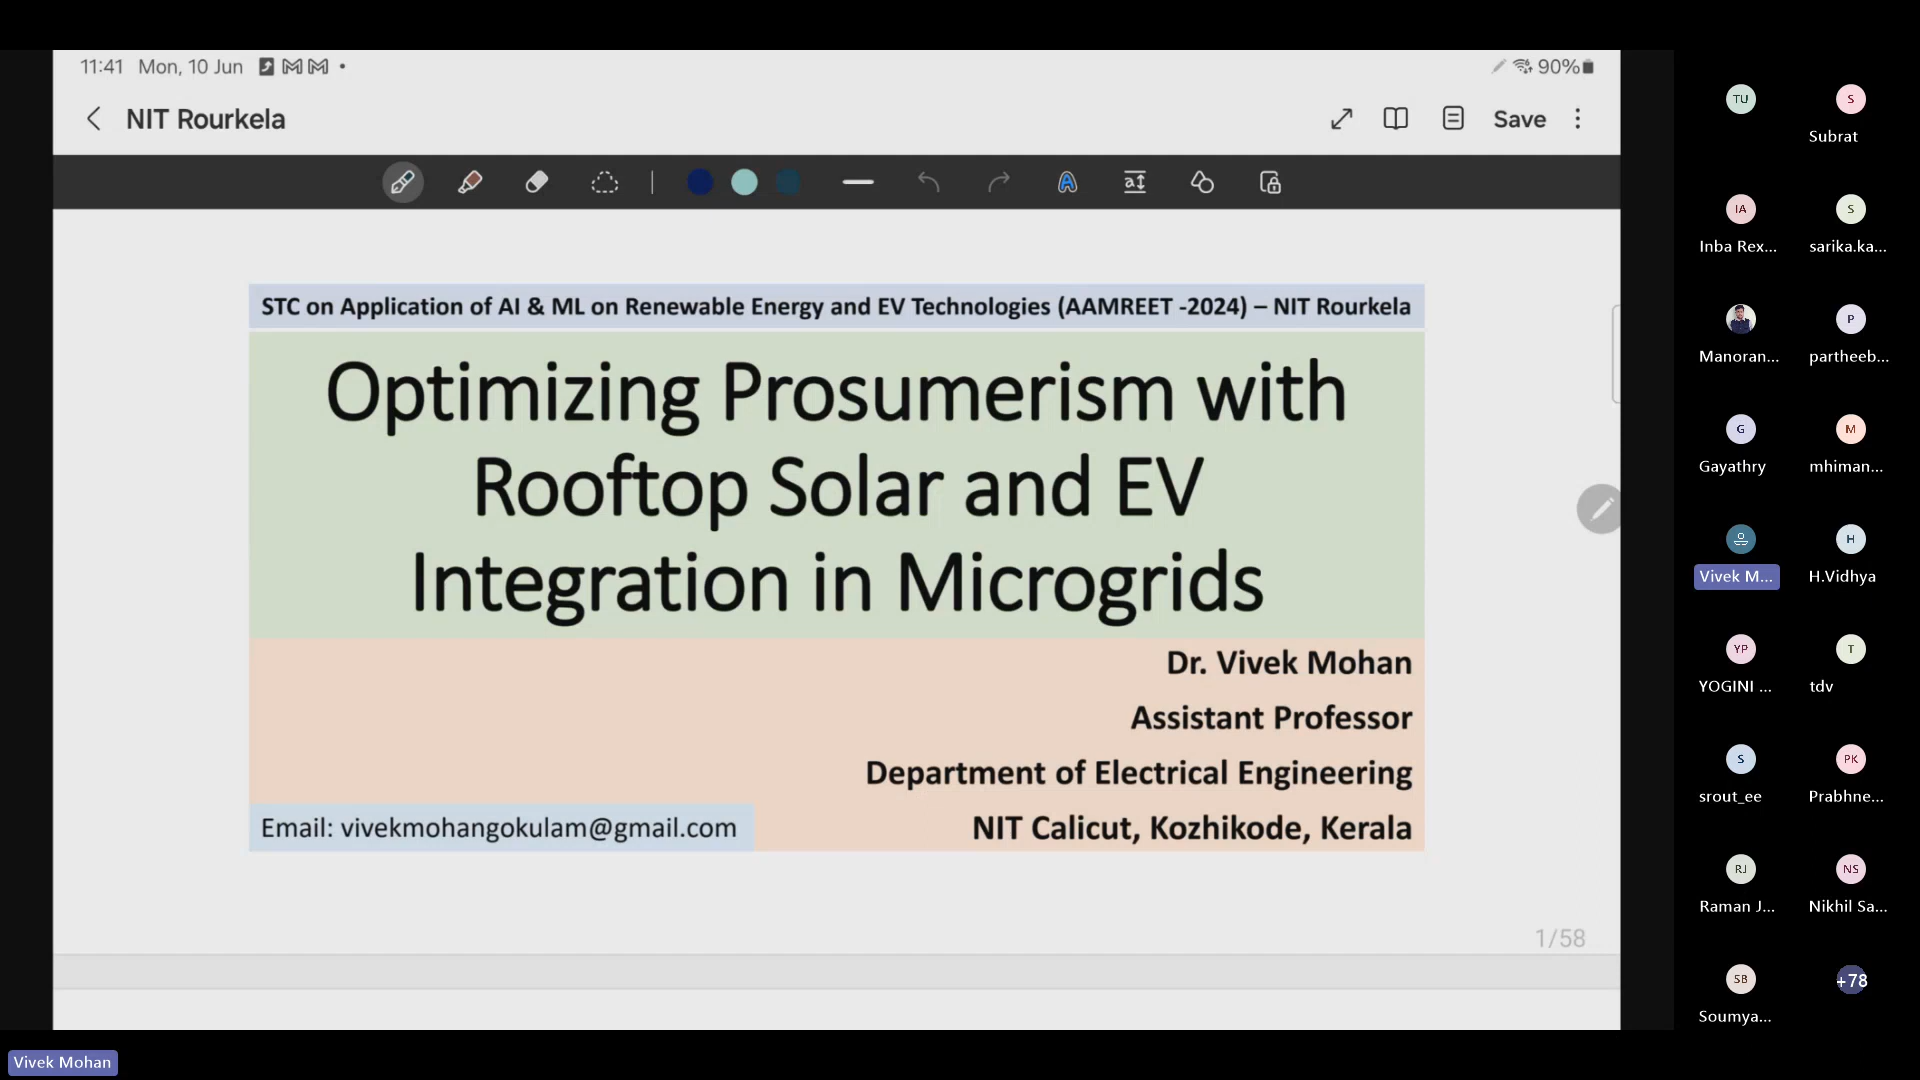 11:41 Mon, 10 Jun
90%
NIT Rourkela
Save
STC on Application of AI & ML on Renewable Energy and EV Technologies (AAMREET -2024) – NIT Rourkela
Optimizing Prosumerism with
Rooftop Solar and EV
Integration in Microgrids
Dr. Vivek Mohan
Assistant Professor
Department of Electrical Engineering
Email: vivekmohangokulam@gmail.com
NIT Calicut, Kozhikode, Kerala
1/58
TU
S
Subrat
IA
S
Inba Rex...
sarika.ka...
P
Manoran...
partheeb...
G
M
Gayathry
mhiman...
H
Vivek M...
H.Vidhya
YP
T
YOGINI ...
tdv
S
PK
srout_ee
Prabhne...
RJ
NS
Raman J...
Nikhil Sa...
SB
+78
Soumya...
Vivek Mohan